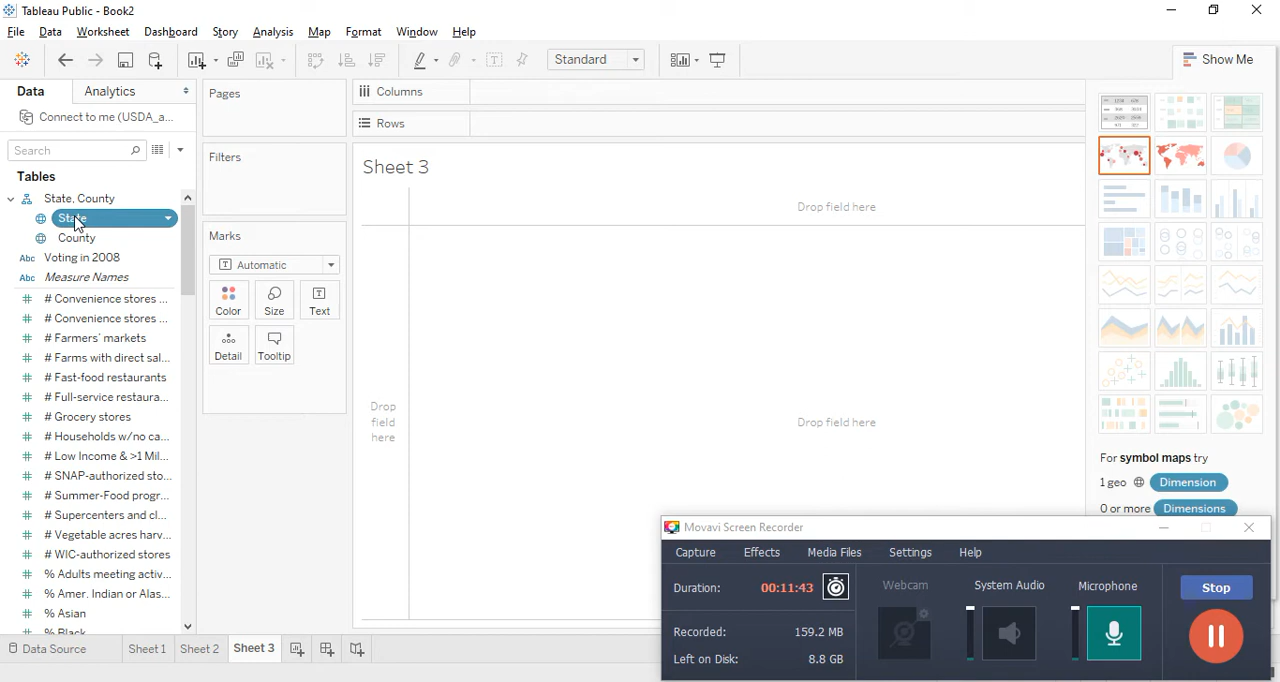 Tableau Public - Book2
File Data Worksheet Dashboard Story Analysis Map Format Window Help
Standard
Show Me
Data Analytics
Pages
Columns
Connect to me (USDA_a...
Rows
Search
Filters
Sheet 3
Tables
State, County
State
County
Drop field here
Marks
Voting in 2008
Automatic
Measure Names
# Convenience stores ...
Color Size Text
# Convenience stores ...
# Farmers' markets
# Farms with direct sal...
Detail Tooltip
# Fast-food restaurants
# Full-service restaura...
# Grocery stores
Drop
field
here
Drop field here
# Households w/no ca...
# Low Income & >1 Mil...
For symbol maps try
# SNAP-authorized sto...
1 geo Dimension
# Summer-Food progr...
0 or more Dimensions
# Supercenters and cl...
# Vegetable acres harv...
# WIC-authorized stores
% Adults meeting activ...
% Amer. Indian or Alas...
% Asian
% Black
Movavi Screen Recorder
Capture Effects Media Files Settings Help
Duration: 00:11:43
Webcam System Audio Microphone
Stop
Recorded: 159.2 MB
Left on Disk: 8.8 GB
Data Source Sheet 1 Sheet 2 Sheet 3